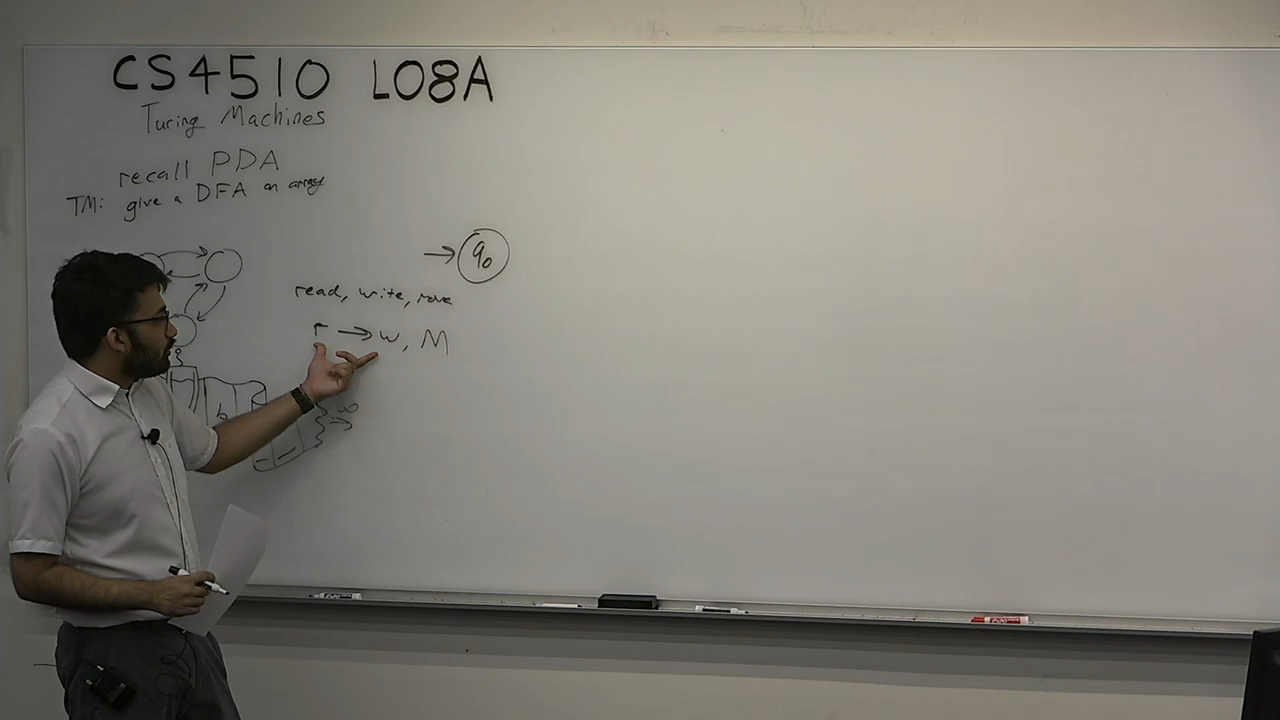 CS4510 L08A
Turing Machines
recall PDA
TM: give a DFA an array
→ q₀
read, write, move
r → w, M
b